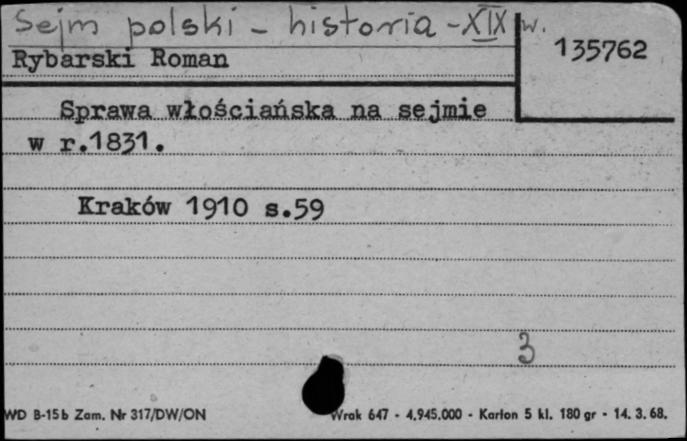 Sejm polski - historia - XIX w.
135762
Rybarski Roman
Sprawa włościańska na sejmie
w r.1831.
Kraków 1910 s.59
3
WD B-15b Zam. Nr 317/DW/ON
Wrak 647 - 4.945.000 - Karton 5 kl. 180 gr - 14. 3. 68.